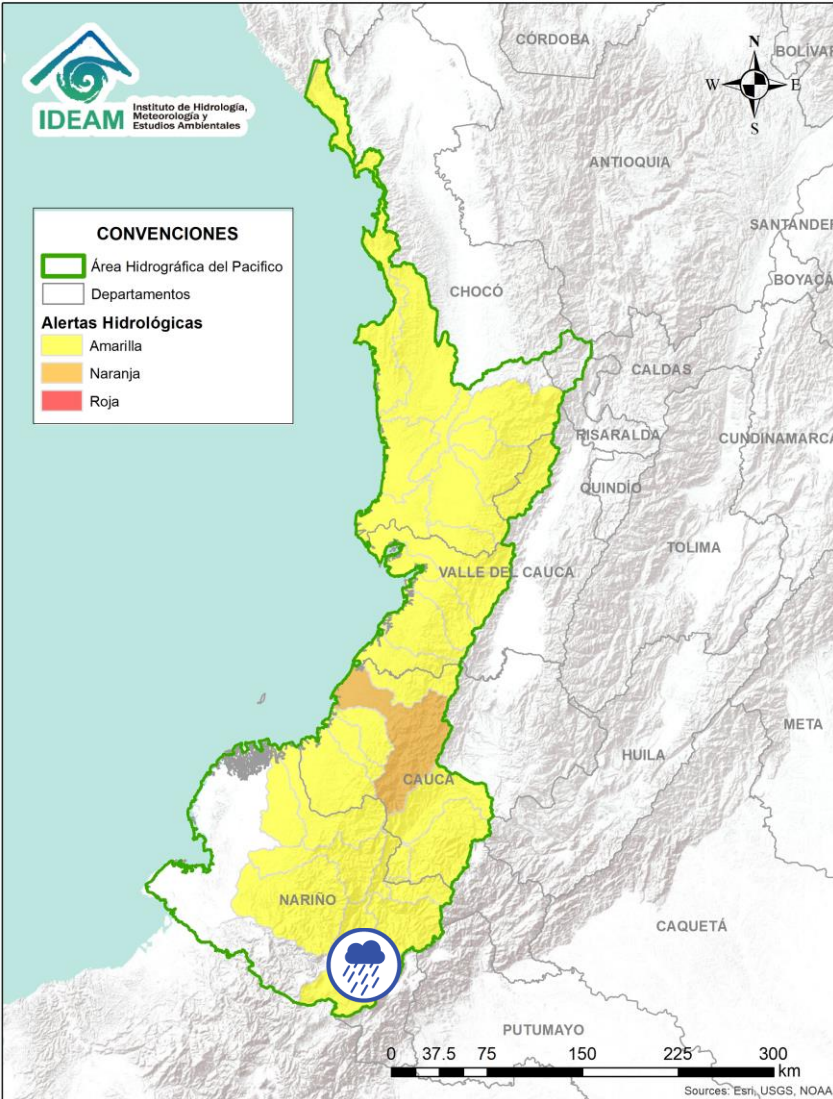 IDEAM
Instituto de Hidrología,
Meteorología y
Estudios Ambientales
CÓRDOBA
BOLÍVAR
N
W
E
S
ANTIOQUIA
SANTANDER
BOYACÁ
CONVENCIONES
Área Hidrográfica del Pacifico
Departamentos
Alertas Hidrológicas
Amarilla
Naranja
Roja
CHOCÓ
CALDAS
RISARALDA
CUNDINAMARCA
QUINDÍO
TOLIMA
VALLE DEL CAUCA
META
HUILA
CAUCA
NARIÑO
CAQUETÁ
PUTUMAYO
0 37.5 75 150 225 300
km
Sources: Esri, USGS, NOAA